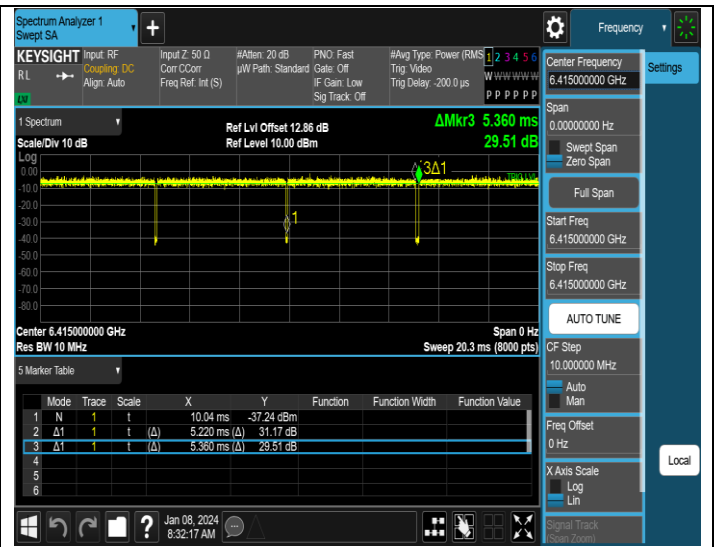 Spectrum Analyzer 1
Swept SA
+
Frequency
KEYSIGHT Input: RF
RL
Coupling: DC
Align: Auto
LXI
Input Z: 50 Ω
Corr CCorr
Freq Ref: Int (S)
#Atten: 20 dB
µW Path: Standard
PNO: Fast
Gate: Off
IF Gain: Low
Sig Track: Off
#Avg Type: Power (RMS
Trig: Video
Trig Delay: -200.0 µs
1 2 3 4 5 6
W W W W W W
P P P P P P
Center Frequency
6.415000000 GHz
Settings
Span
0.00000000 Hz
Swept Span
Zero Span
Full Span
Start Freq
6.415000000 GHz
Stop Freq
6.415000000 GHz
AUTO TUNE
CF Step
10.000000 MHz
Auto
Man
Freq Offset
0 Hz
X Axis Scale
Log
Lin
Signal Track
(Span Zoom)
Local
1 Spectrum
Scale/Div 10 dB
Ref Lvl Offset 12.86 dB
Ref Level 10.00 dBm
ΔMkr3 5.360 ms
29.51 dB
Log
0.00
-10.0
-20.0
-30.0
-40.0
-50.0
-60.0
-70.0
-80.0
3Δ1
TRIG LVL
1
Center 6.415000000 GHz
Res BW 10 MHz
Span 0 Hz
Sweep 20.3 ms (8000 pts)
5 Marker Table
Mode Trace Scale X Y Function Function Width Function Value
1 N 1 t 10.04 ms -37.24 dBm
2 Δ1 1 t (Δ) 5.220 ms (Δ) 31.17 dB
3 Δ1 1 t (Δ) 5.360 ms (Δ) 29.51 dB
4
5
6
?
Jan 08, 2024
8:32:17 AM